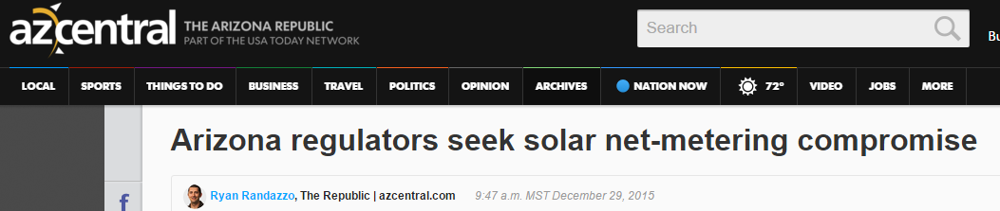 azcentral
THE ARIZONA REPUBLIC
PART OF THE USA TODAY NETWORK
Search
Bu
LOCAL SPORTS THINGS TO DO BUSINESS TRAVEL POLITICS OPINION ARCHIVES NATION NOW 72° VIDEO JOBS MORE
Arizona regulators seek solar net-metering compromise
f
Ryan Randazzo, The Republic | azcentral.com 9:47 a.m. MST December 29, 2015